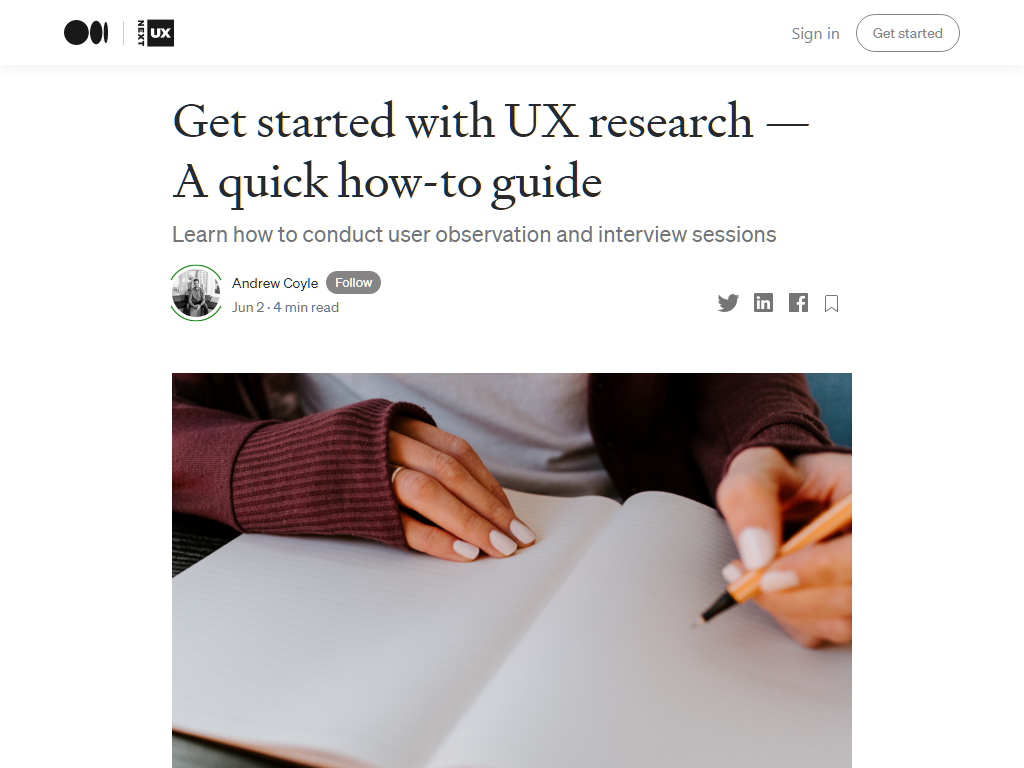 NEXT UX
Sign in
Get started
Get started with UX research —
A quick how-to guide
Learn how to conduct user observation and interview sessions
Andrew Coyle
Follow
Jun 2 · 4 min read